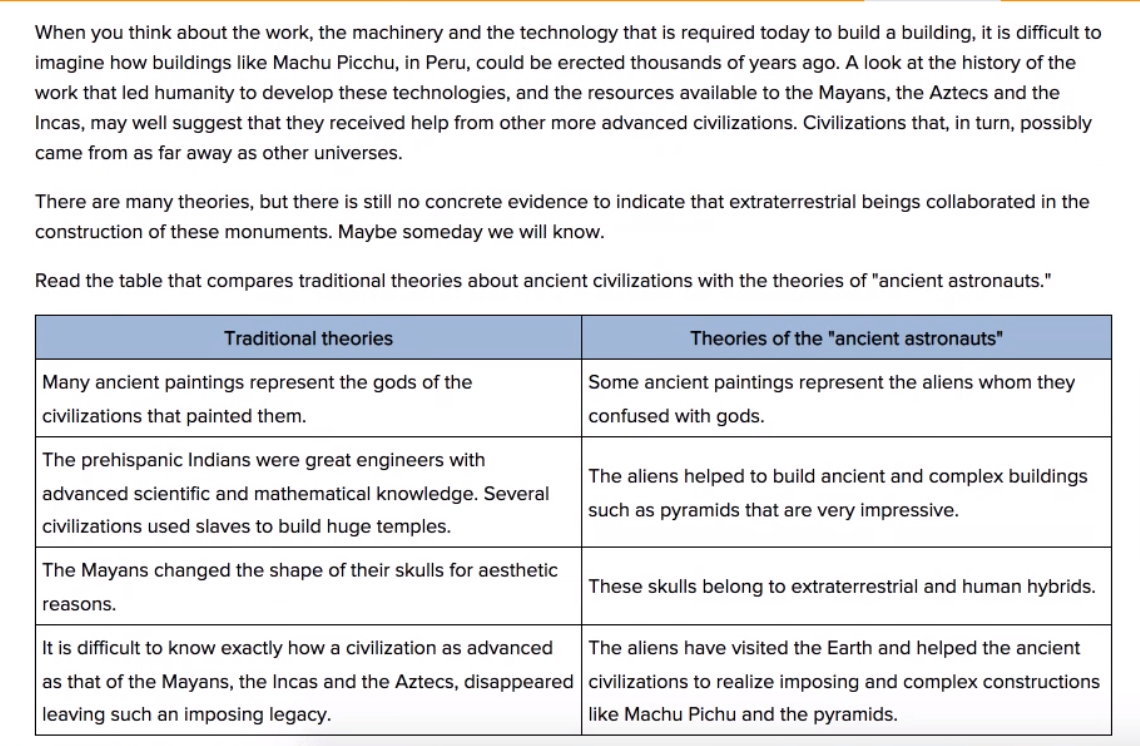 When you think about the work, the machinery and the technology that is required today to build a building, it is difficult to
imagine how buildings like Machu Picchu, in Peru, could be erected thousands of years ago. A look at the history of the
work that led humanity to develop these technologies, and the resources available to the Mayans, the Aztecs and the
Incas, may well suggest that they received help from other more advanced civilizations. Civilizations that, in turn, possibly
came from as far away as other universes.
There are many theories, but there is still no concrete evidence to indicate that extraterrestrial beings collaborated in the
construction of these monuments. Maybe someday we will know.
Read the table that compares traditional theories about ancient civilizations with the theories of "ancient astronauts."
Traditional theories
Theories of the "ancient astronauts"
Many ancient paintings represent the gods of the
civilizations that painted them.
Some ancient paintings represent the aliens whom they
confused with gods.
The prehispanic Indians were great engineers with
advanced scientific and mathematical knowledge. Several
civilizations used slaves to build huge temples.
The aliens helped to build ancient and complex buildings
such as pyramids that are very impressive.
The Mayans changed the shape of their skulls for aesthetic
reasons.
These skulls belong to extraterrestrial and human hybrids.
It is difficult to know exactly how a civilization as advanced
as that of the Mayans, the Incas and the Aztecs, disappeared
leaving such an imposing legacy.
The aliens have visited the Earth and helped the ancient
civilizations to realize imposing and complex constructions
like Machu Pichu and the pyramids.